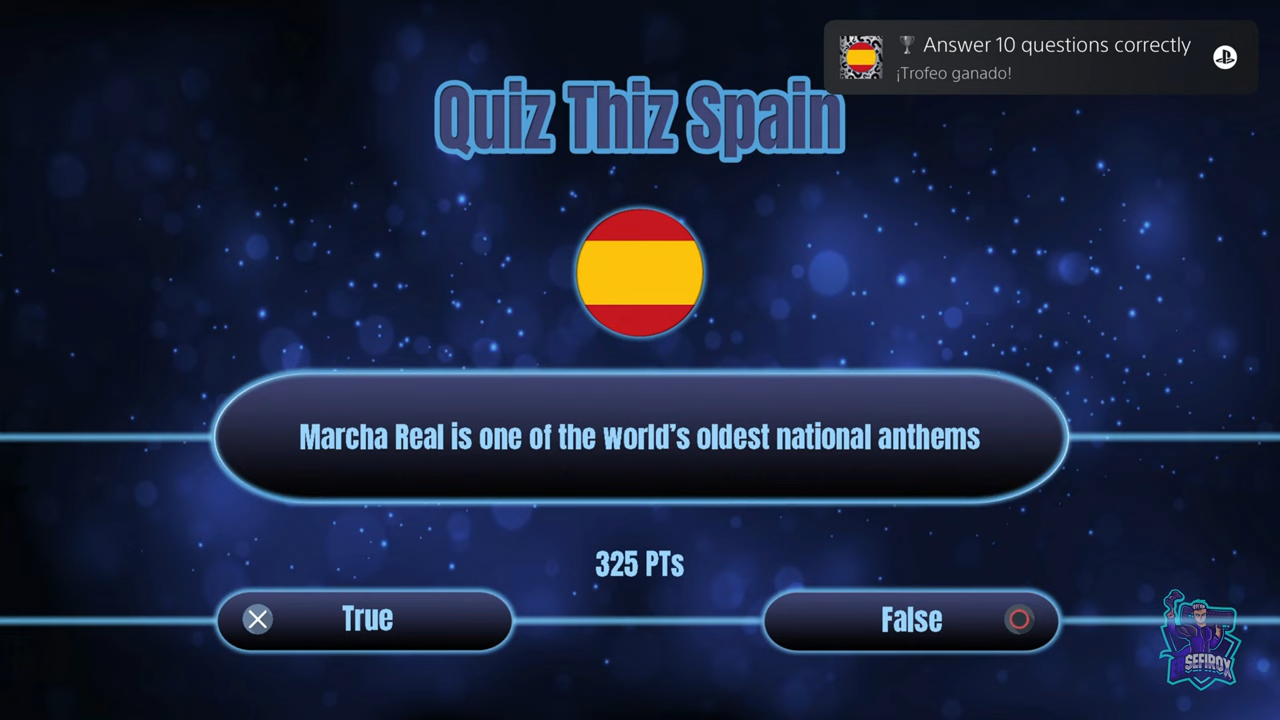 Answer 10 questions correctly
¡Trofeo ganado!
Quiz Thiz Spain
Marcha Real is one of the world's oldest national anthems
325 PTs
True
False
SEFIROX